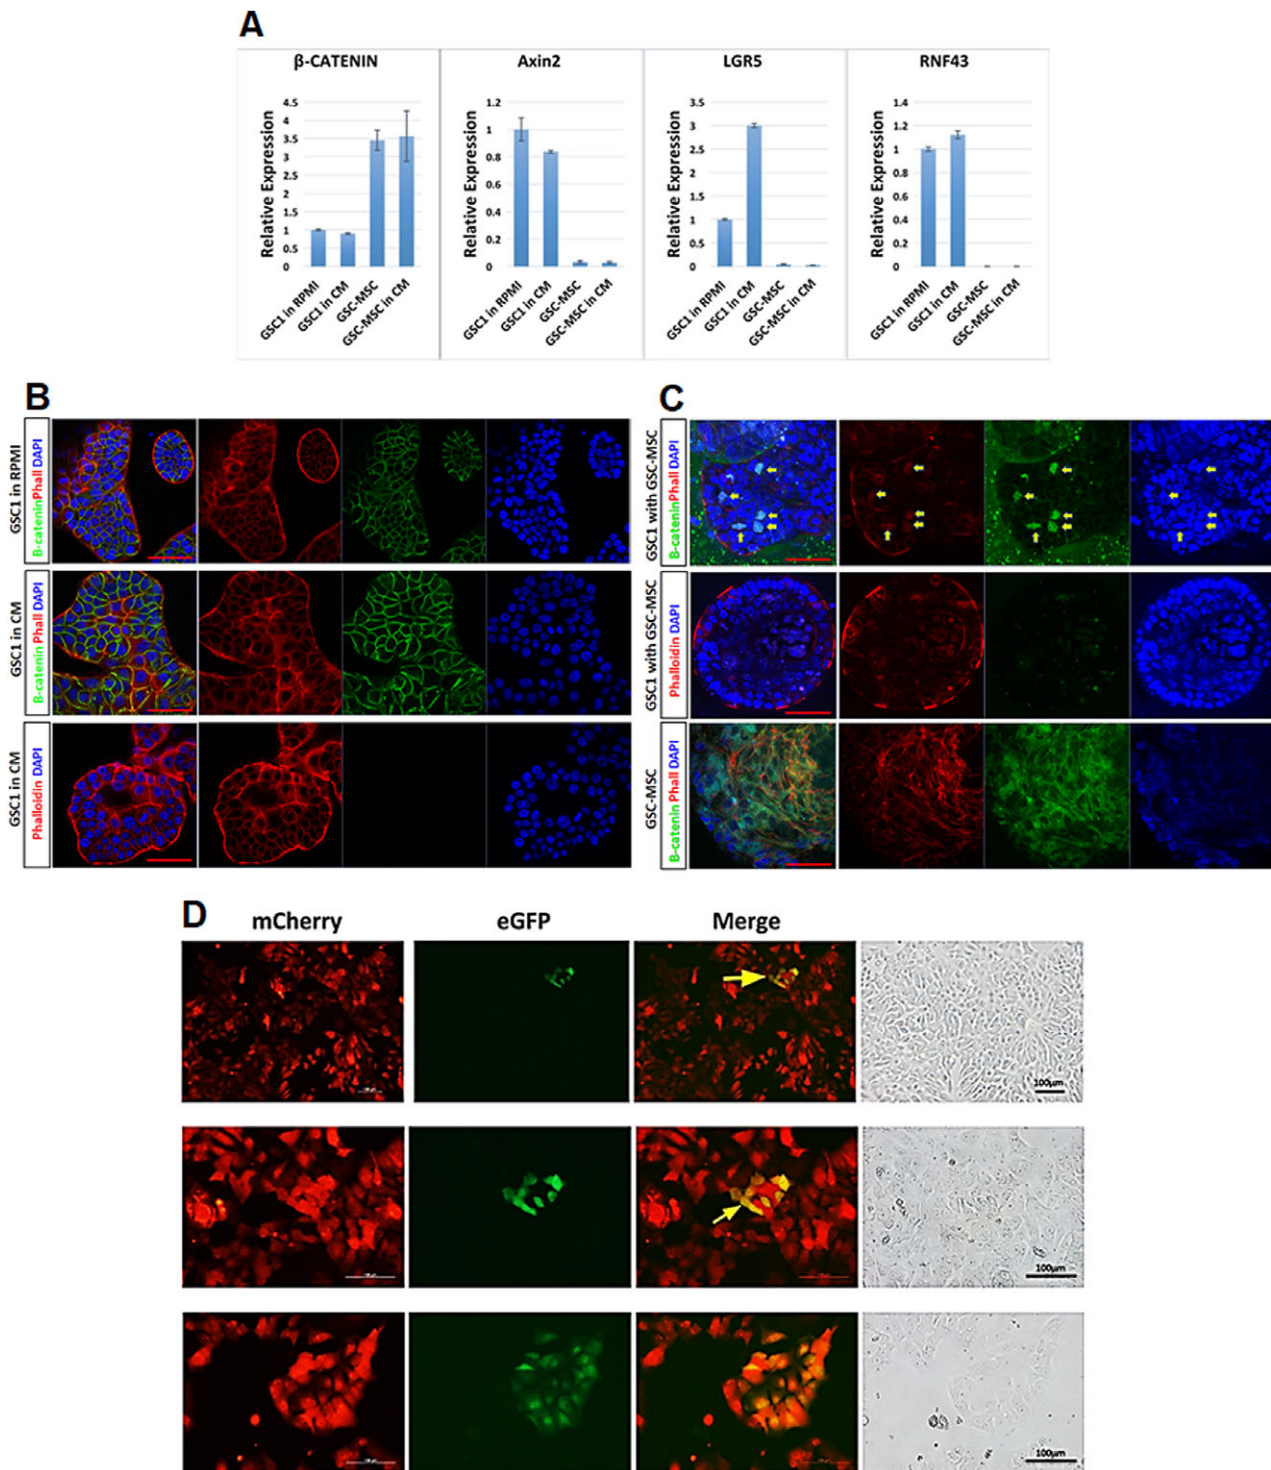 A
β-CATENIN
Relative Expression
4.5
4
3.5
3
2.5
2
1.5
1
0.5
0
GSC1 in RPMI
GSC1 in CM
GSC-MSC
GSC-MSC in CM
Axin2
Relative Expression
1.2
1
0.8
0.6
0.4
0.2
0
GSC1 in RPMI
GSC1 in CM
GSC-MSC
GSC-MSC in CM
LGR5
Relative Expression
3.5
3
2.5
2
1.5
1
0.5
0
GSC1 in RPMI
GSC1 in CM
GSC-MSC
GSC-MSC in CM
RNF43
Relative Expression
1.4
1.2
1
0.8
0.6
0.4
0.2
0
GSC1 in RPMI
GSC1 in CM
GSC-MSC
GSC-MSC in CM
B
GSC1 in RPMI
B-catenin Phall DAPI
GSC1 in CM
B-catenin Phall DAPI
GSC1 in CM
Phalloidin DAPI
C
GSC1 with GSC-MSC
B-catenin Phall DAPI
GSC1 with GSC-MSC
Phalloidin DAPI
GSC-MSC
B-catenin Phall DAPI
D
mCherry
eGFP
Merge
100μm
100μm
100μm